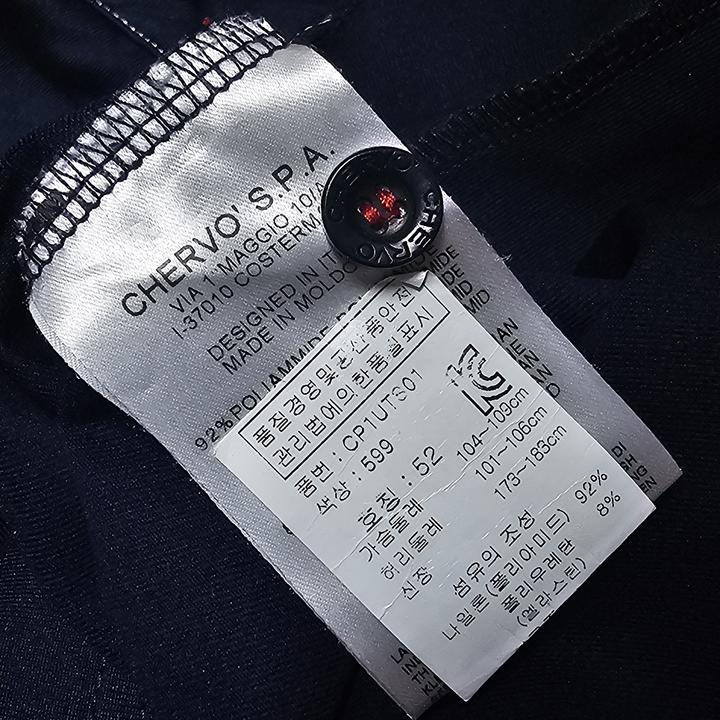 CHERVO' S.P.A.
VIA 1° MAGGIO 10/A
I-37010 COSTERM
DESIGNED IN IT
MADE IN MOLDO
92% POLIAMMIDE
CHERVO
품질경영및공산품안전
관리법에의한품질표시
품번 : CP1UTS01
색상 : 599
호칭 : 52
가슴둘레 104~109cm
허리둘레 101~106cm
신장 173~183cm
섬유의 조성
나일론 (폴리아미드) 92%
폴리우레탄 8%
(엘라스틴)